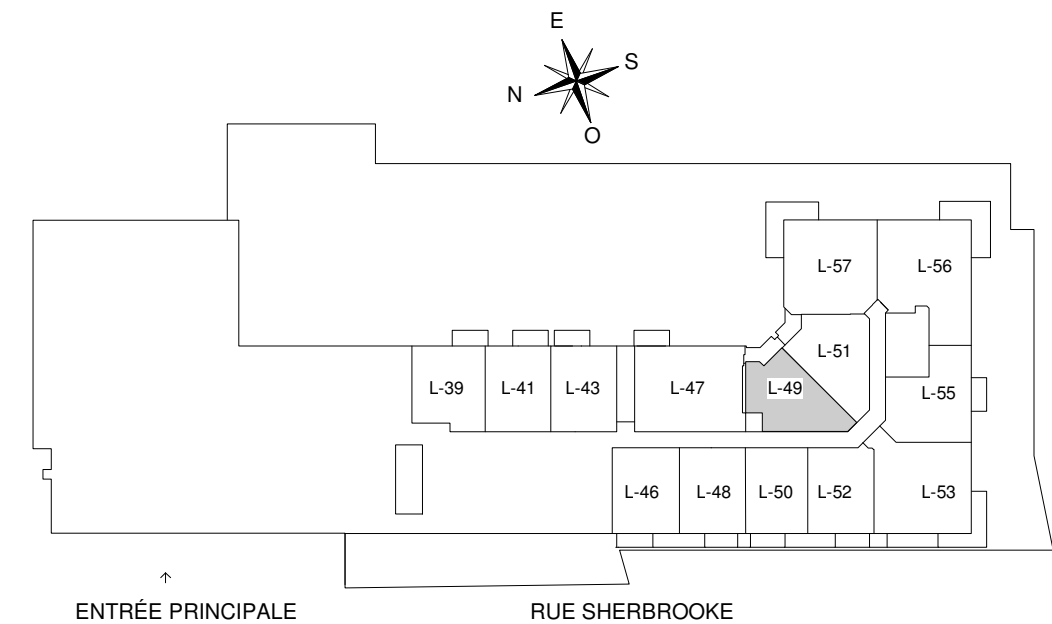 E
S
N
O
L-57
L-56
L-51
L-39
L-41
L-43
L-47
L-49
L-55
L-46
L-48
L-50
L-52
L-53
ENTRÉE PRINCIPALE
RUE SHERBROOKE